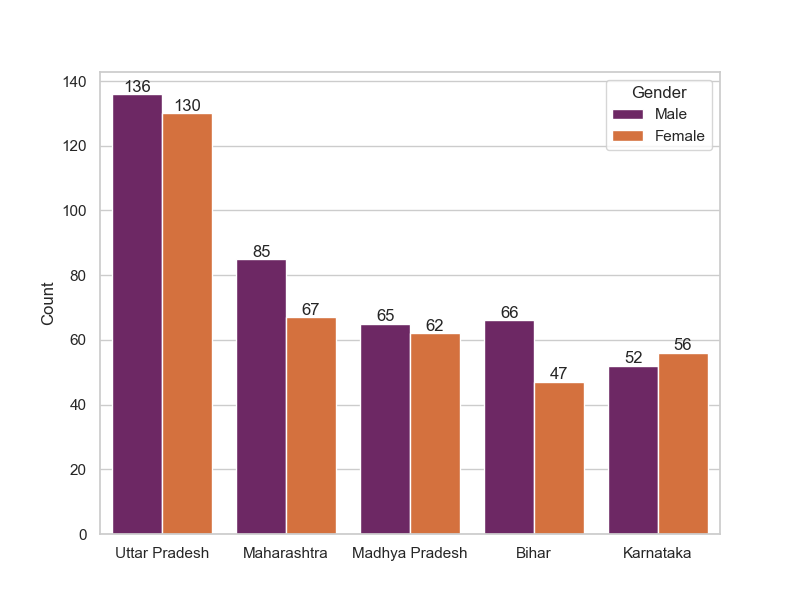 Gender
Male
Female
Count
140
120
100
80
60
40
20
0
136
130
85
67
65
62
66
47
52
56
Uttar Pradesh
Maharashtra
Madhya Pradesh
Bihar
Karnataka